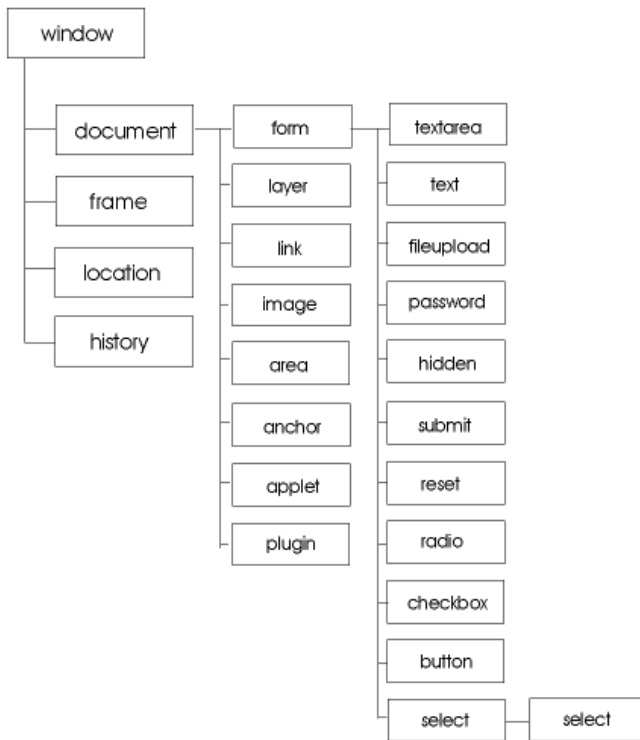 window
document
frame
location
history
form
layer
link
image
area
anchor
applet
plugin
textarea
text
fileupload
password
hidden
submit
reset
radio
checkbox
button
select
select